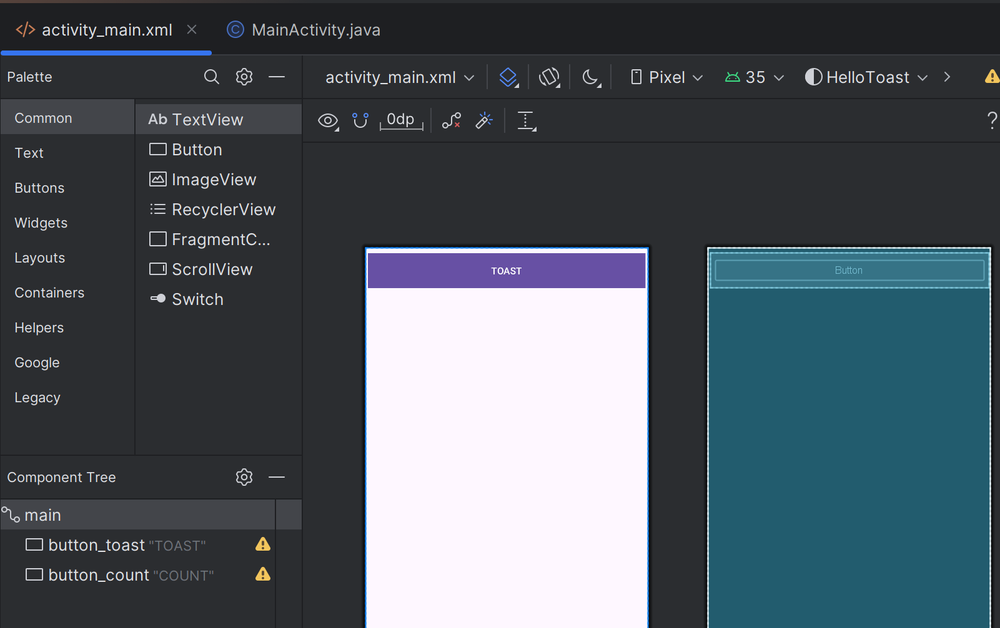 activity_main.xml
MainActivity.java
Palette
activity_main.xml
Pixel
35
HelloToast
Common
Text
Buttons
Widgets
Layouts
Containers
Helpers
Google
Legacy
Ab TextView
Button
ImageView
RecyclerView
FragmentC...
ScrollView
Switch
0dp
?
TOAST
Button
Component Tree
main
button_toast "TOAST"
button_count "COUNT"